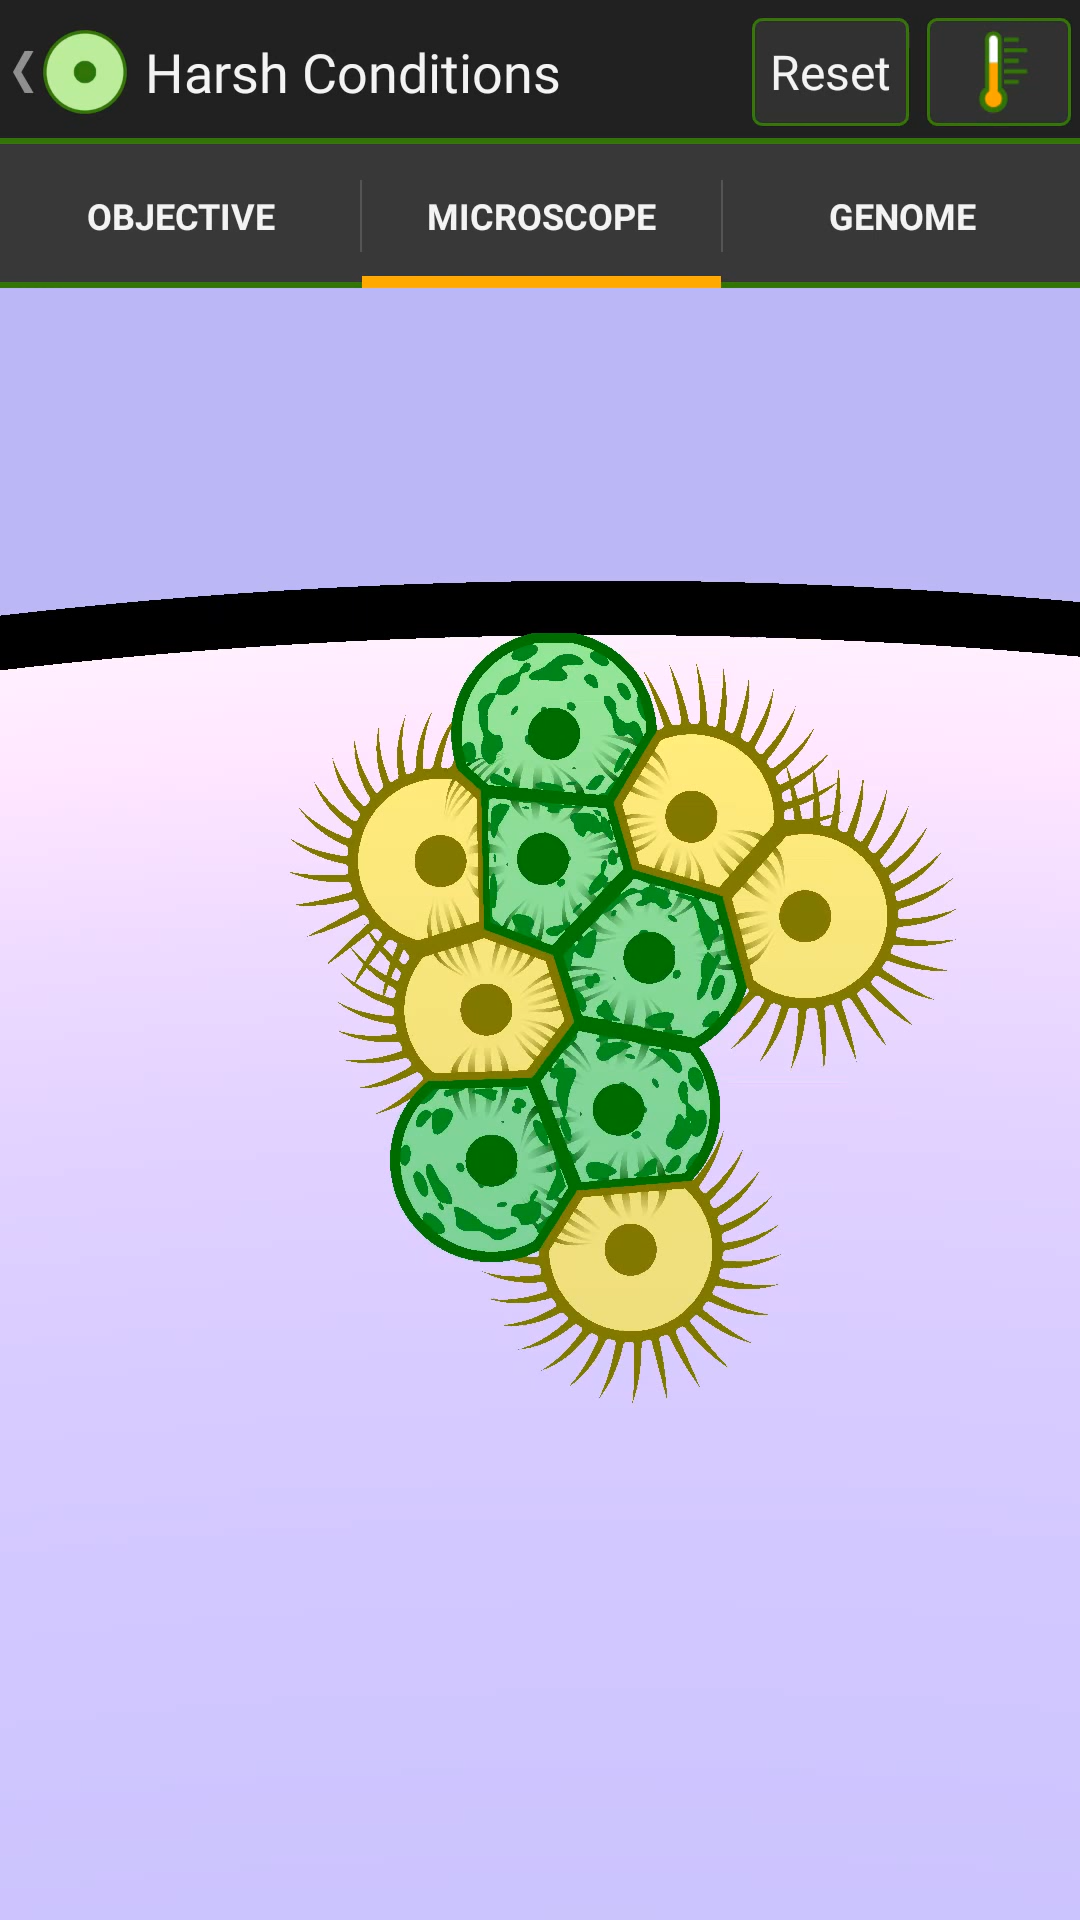 Harsh Conditions
Reset
OBJECTIVE
MICROSCOPE
GENOME